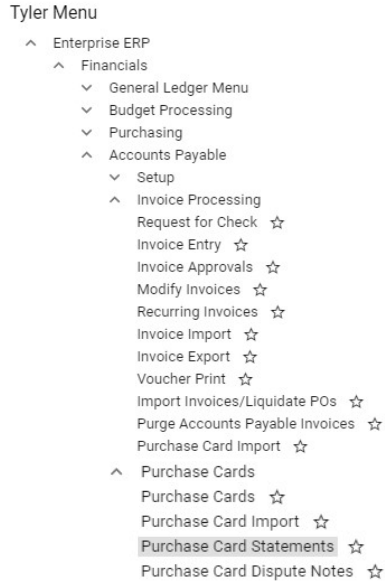 Tyler Menu
Enterprise ERP
Financials
General Ledger Menu
Budget Processing
Purchasing
Accounts Payable
Setup
Invoice Processing
Request for Check
Invoice Entry
Invoice Approvals
Modify Invoices
Recurring Invoices
Invoice Import
Invoice Export
Voucher Print
Import Invoices/Liquidate POs
Purge Accounts Payable Invoices
Purchase Card Import
Purchase Cards
Purchase Cards
Purchase Card Import
Purchase Card Statements
Purchase Card Dispute Notes